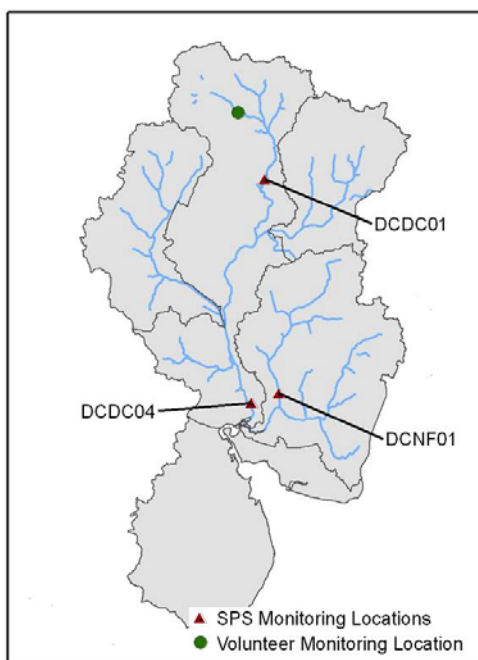 DCDC01
DCDC04
DCNF01
SPS Monitoring Locations
Volunteer Monitoring Location